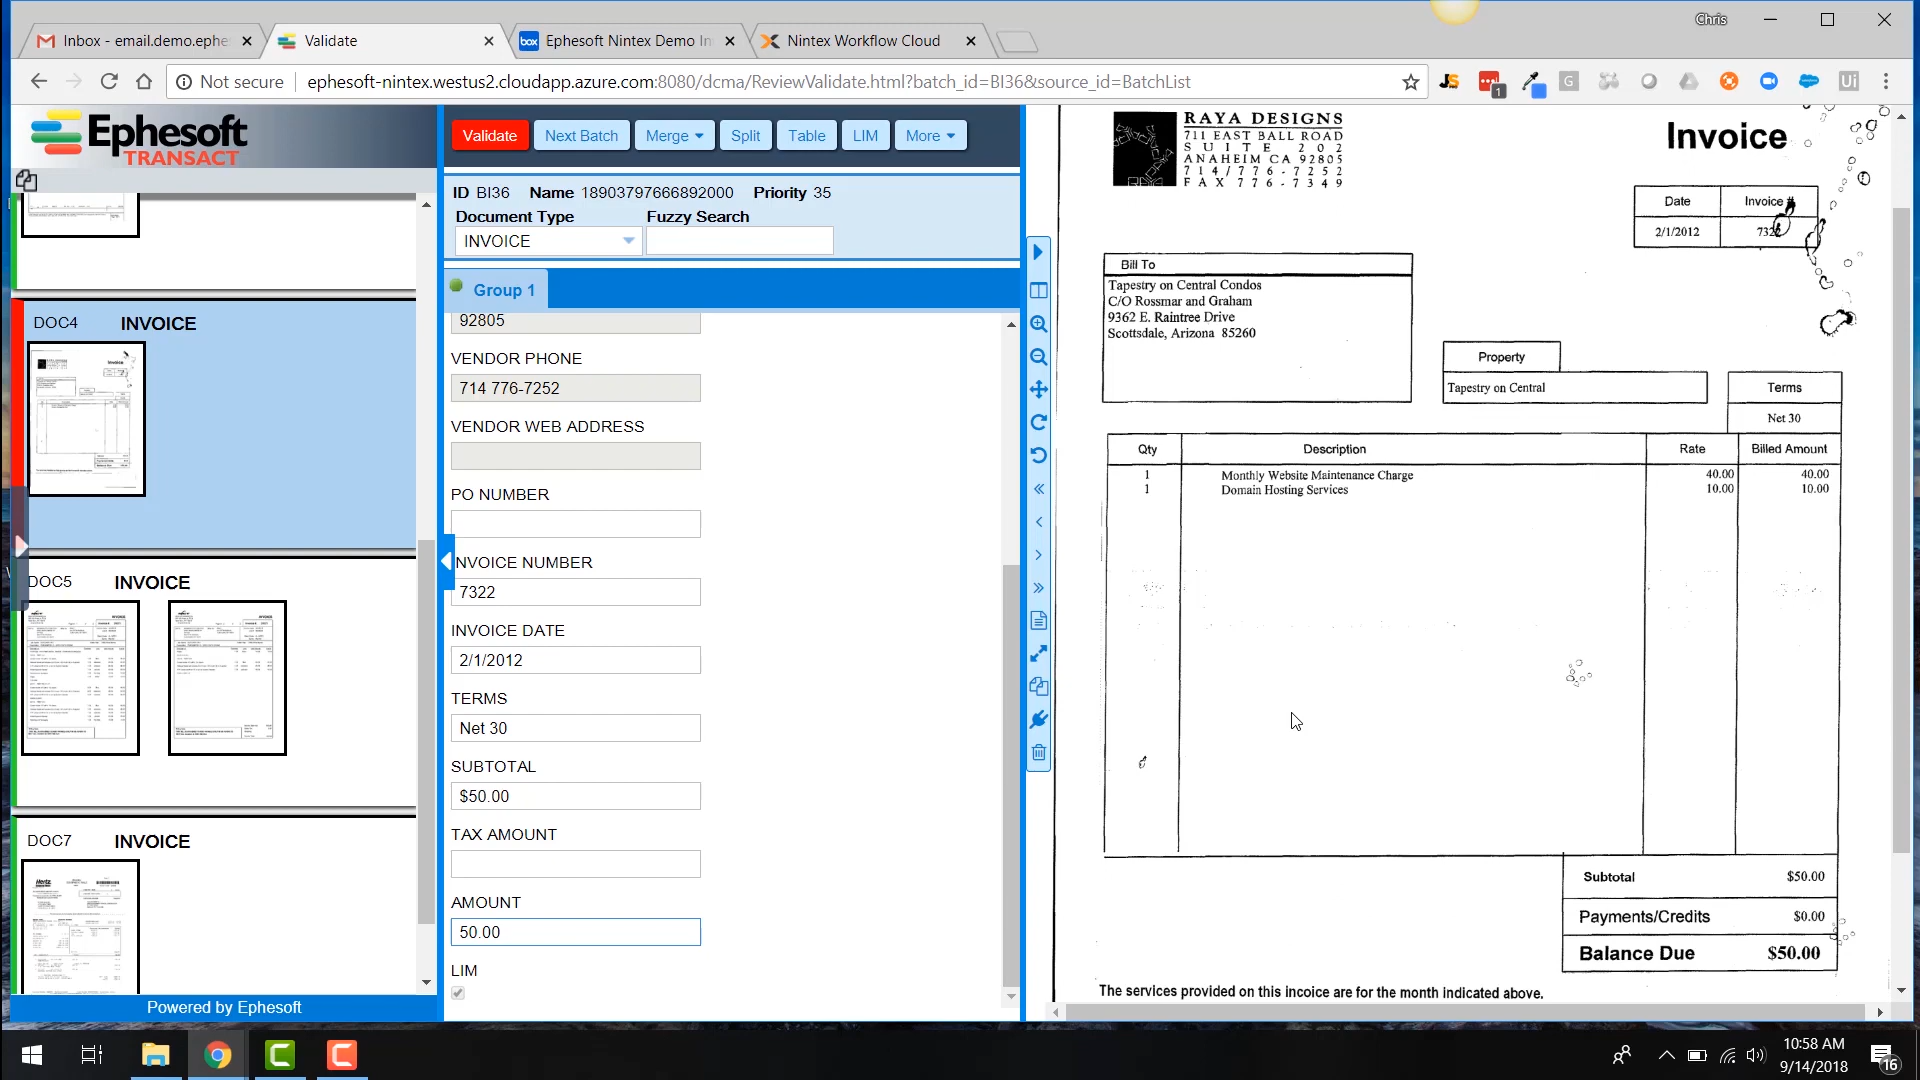 Chris
Inbox - email.demo.ephe
Validate
Ephesoft Nintex Demo In
Nintex Workflow Cloud
Not secure
ephesoft-nintex.westus2.cloudapp.azure.com:8080/dcma/ReviewValidate.html?batch_id=BI36&source_id=BatchList
Ephesoft
TRANSACT
Validate
Next Batch
Merge
Split
Table
LIM
More
ID BI36 Name 18903797666892000 Priority 35
Document Type
Fuzzy Search
INVOICE
Group 1
DOC4 INVOICE
DOC5 INVOICE
DOC7 INVOICE
Powered by Ephesoft
92805
VENDOR PHONE
714 776-7252
VENDOR WEB ADDRESS
PO NUMBER
NVOICE NUMBER
7322
INVOICE DATE
2/1/2012
TERMS
Net 30
SUBTOTAL
$50.00
TAX AMOUNT
AMOUNT
50.00
LIM
RAYA DESIGNS
711 EAST BALL ROAD
SUITE 202
ANAHEIM CA 92805
714/776-7252
FAX 776-7349
Invoice
Date
Invoice #
2/1/2012
7322
Bill To
Tapestry on Central Condos
C/O Rossmar and Graham
9362 E. Raintree Drive
Scottsdale, Arizona 85260
Property
Tapestry on Central
Terms
Net 30
Qty Description Rate Billed Amount
1 Monthly Website Maintenance Charge 40.00 40.00
1 Domain Hosting Services 10.00 10.00
Subtotal $50.00
Payments/Credits $0.00
Balance Due $50.00
The services provided on this incoice are for the month indicated above.
10:58 AM
9/14/2018
16